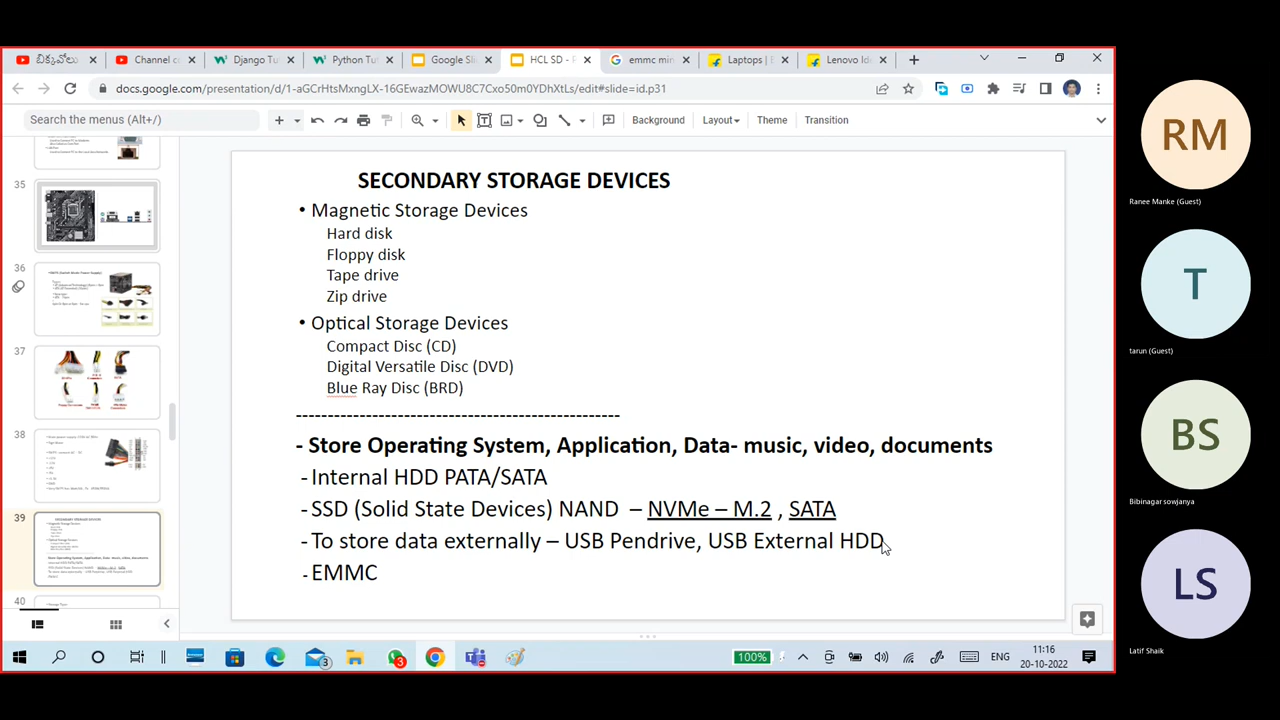 బిక్కవోలు
Channel c
Django Tu
Python Tu
Google Sli
HCL SD - F
emmc min
Laptops | B
Lenovo Ide
docs.google.com/presentation/d/1-aGCrHtsMxngLX-16GEwazMOWU8C7Cxo50m0YDhXtLs/edit#slide=id.p31
Search the menus (Alt+/)
Background
Layout
Theme
Transition
35
36
37
38
39
40
SECONDARY STORAGE DEVICES
• Magnetic Storage Devices
Hard disk
Floppy disk
Tape drive
Zip drive
• Optical Storage Devices
Compact Disc (CD)
Digital Versatile Disc (DVD)
Blue Ray Disc (BRD)
--------------------------------------------------
- Store Operating System, Application, Data- music, video, documents
- Internal HDD PATA/SATA
- SSD (Solid State Devices) NAND – NVMe – M.2 , SATA
- To store data externally – USB Pendrive, USB External HDD
- EMMC
RM
Ranee Manke (Guest)
T
tarun (Guest)
BS
Bibinagar sowjanya
LS
Latif Shaik
3
3
100%
ENG
11:16
20-10-2022